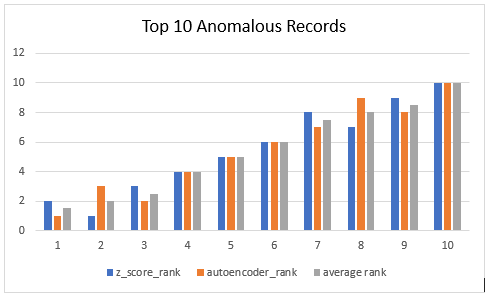 Top 10 Anomalous Records
12
10
8
6
4
2
0
1 2 3 4 5 6 7 8 9 10
z_score_rank autoencoder_rank average rank